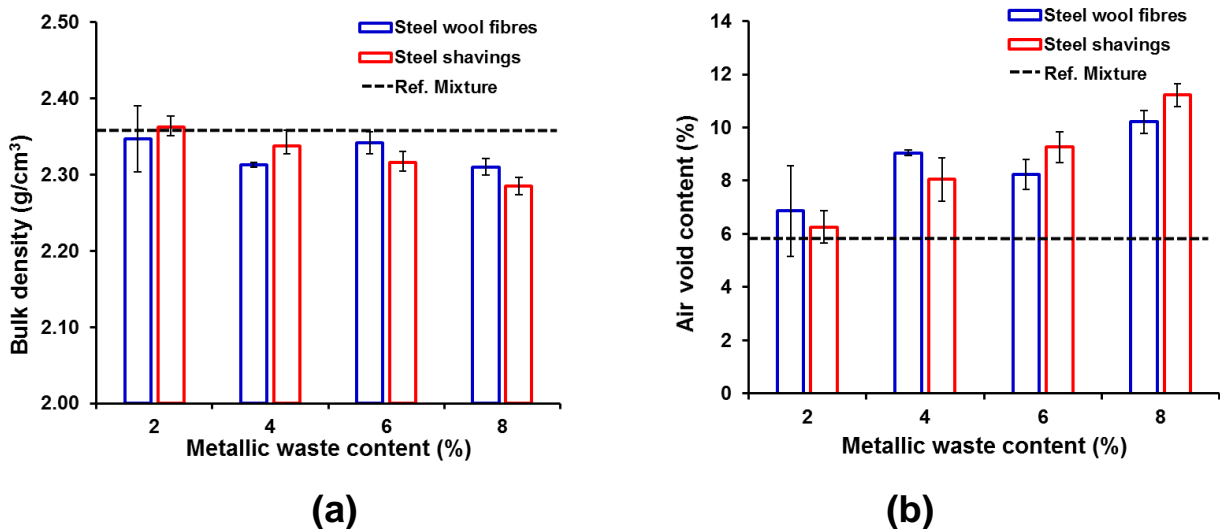 Bulk density (g/cm³)
2.50
2.40
2.30
2.20
2.10
2.00
Steel wool fibres
Steel shavings
Ref. Mixture
2 4 6 8
Metallic waste content (%)
(a)
Air void content (%)
14
12
10
8
6
4
2
0
Steel wool fibres
Steel shavings
Ref. Mixture
2 4 6 8
Metallic waste content (%)
(b)